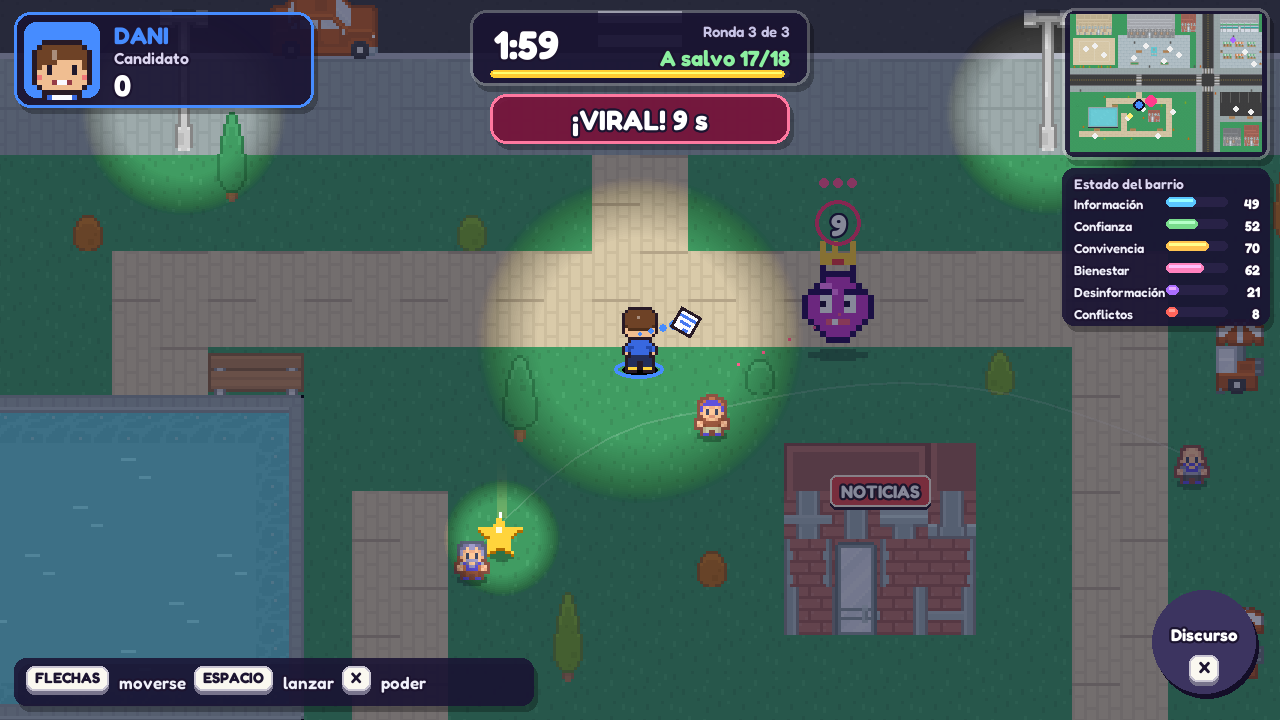 DANI
Candidato
0
1:59
Ronda 3 de 3
A salvo 17/18
¡VIRAL! 9 s
Estado del barrio
Información 49
Confianza 52
Convivencia 70
Bienestar 62
Desinformación 21
Conflictos 8
9
NOTICIAS
FLECHAS moverse ESPACIO lanzar X poder
Discurso
X